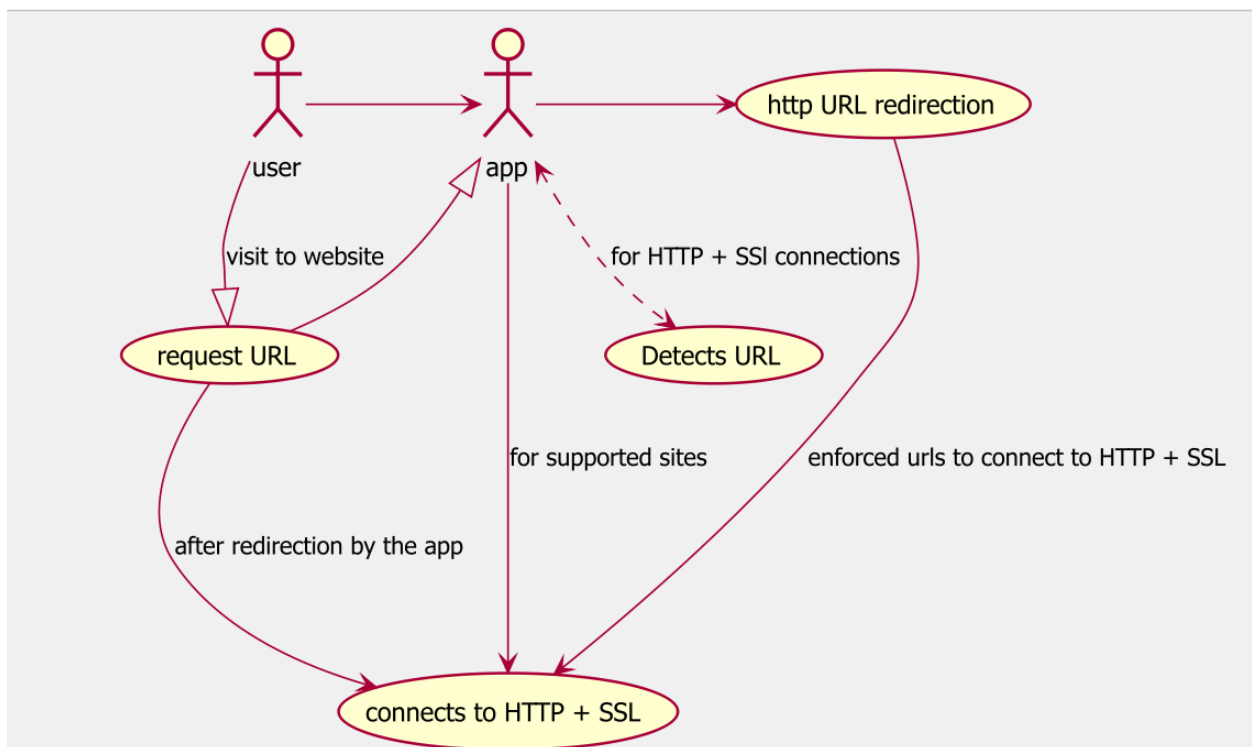 http URL redirection
user
app
visit to website
for HTTP + SSl connections
request URL
Detects URL
for supported sites
enforced urls to connect to HTTP + SSL
after redirection by the app
connects to HTTP + SSL